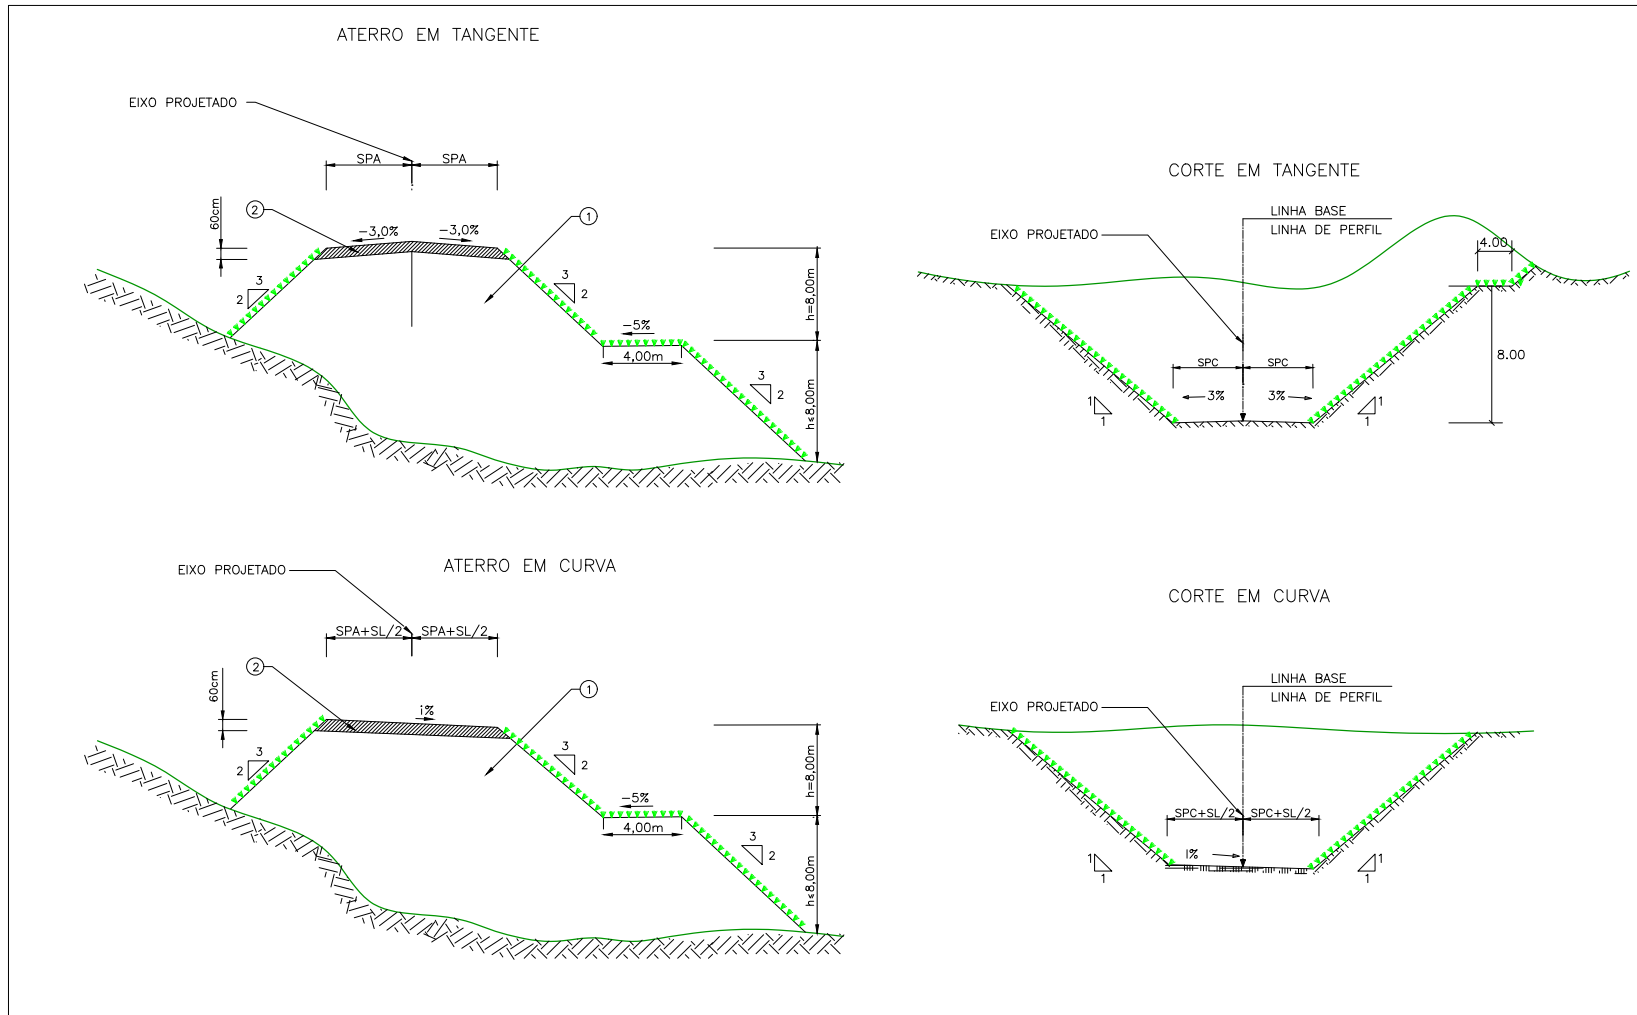 ATERRO EM TANGENTE
EIXO PROJETADO
SPA
SPA
60cm
2
1
-3,0%
-3,0%
3
2
3
2
-5%
4,00m
3
2
h=8,00m
h≤8,00m
CORTE EM TANGENTE
LINHA BASE
LINHA DE PERFIL
EIXO PROJETADO
4.00
8.00
SPC
SPC
3%
3%
1
1
1
1
ATERRO EM CURVA
EIXO PROJETADO
SPA+SL/2
SPA+SL/2
60cm
2
1
i%
3
2
3
2
-5%
4,00m
3
2
h=8,00m
h≤8,00m
CORTE EM CURVA
LINHA BASE
LINHA DE PERFIL
EIXO PROJETADO
SPC+SL/2
SPC+SL/2
i%
1
1
1
1